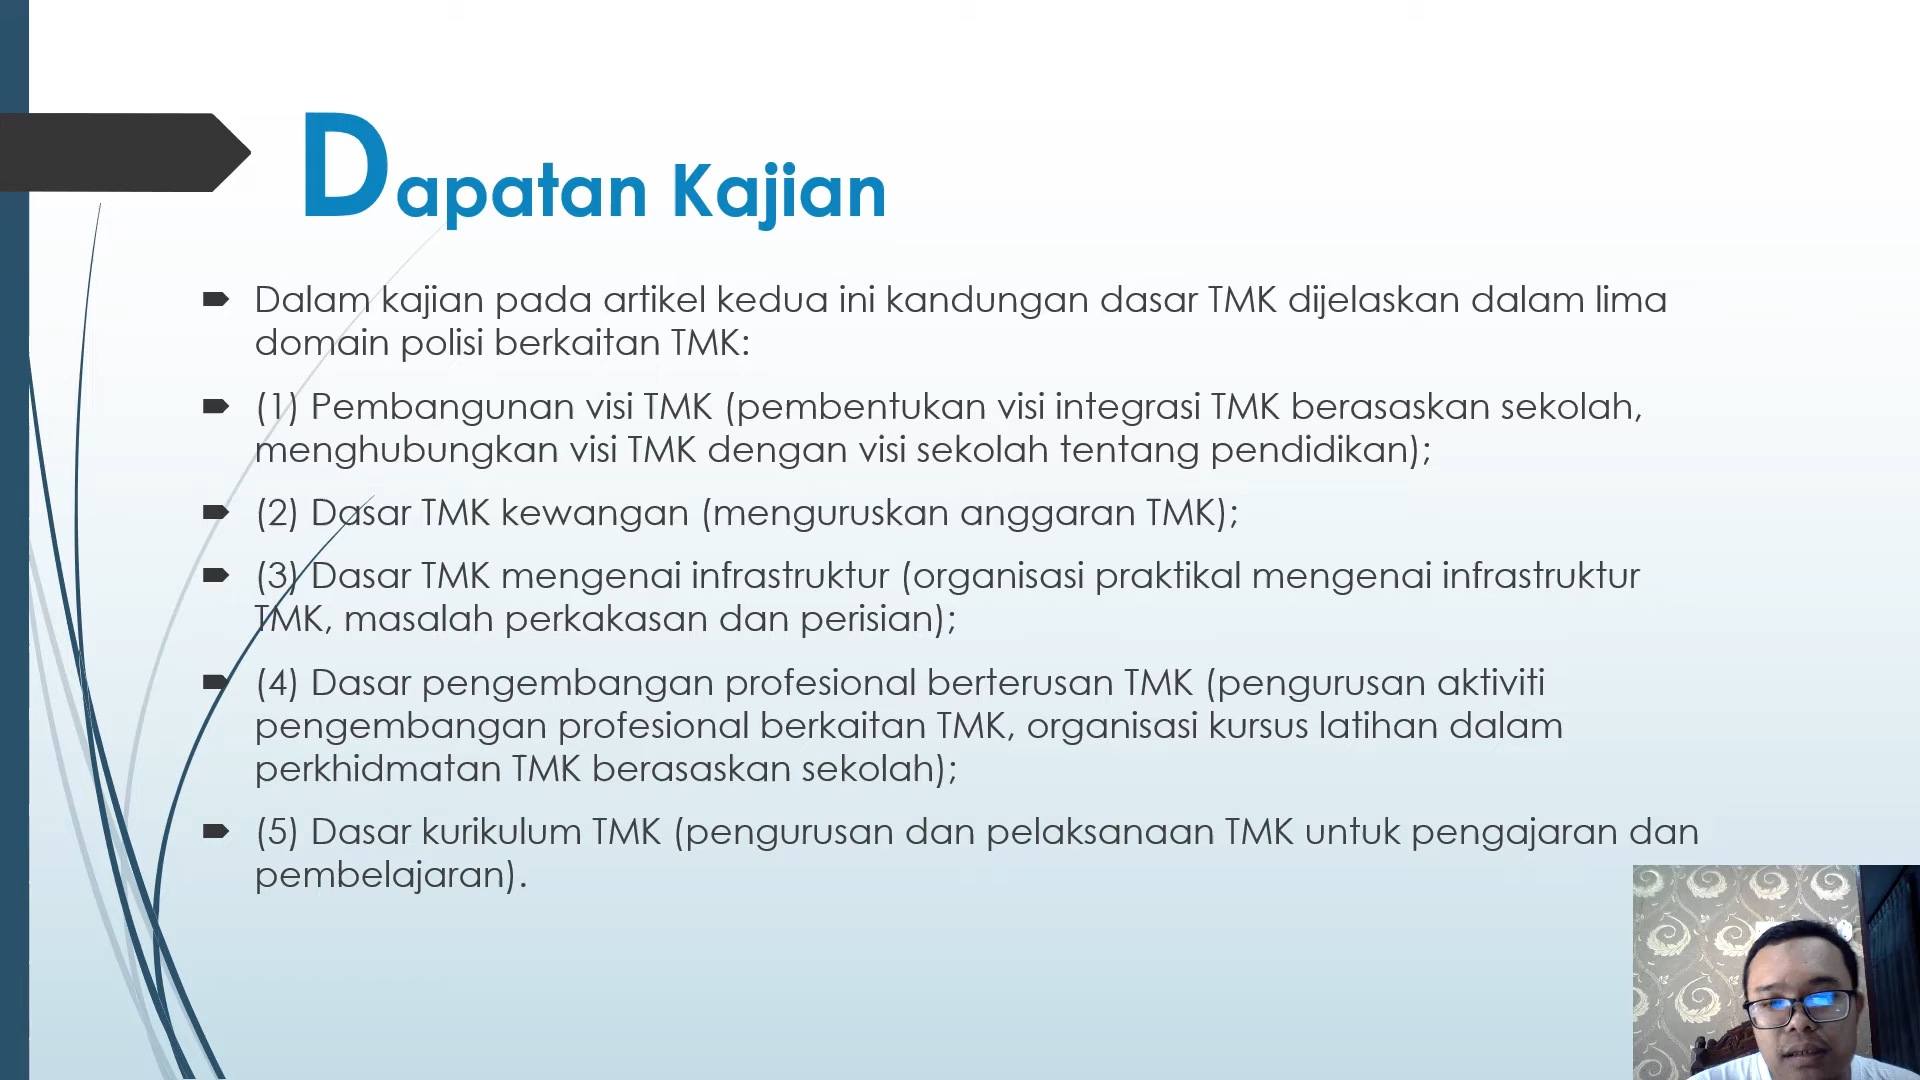 Dapatan Kajian
Dalam kajian pada artikel kedua ini kandungan dasar TMK dijelaskan dalam lima
domain polisi berkaitan TMK:
(1) Pembangunan visi TMK (pembentukan visi integrasi TMK berasaskan sekolah,
menghubungkan visi TMK dengan visi sekolah tentang pendidikan);
(2) Dasar TMK kewangan (menguruskan anggaran TMK);
(3) Dasar TMK mengenai infrastruktur (organisasi praktikal mengenai infrastruktur
TMK, masalah perkakasan dan perisian);
(4) Dasar pengembangan profesional berterusan TMK (pengurusan aktiviti
pengembangan profesional berkaitan TMK, organisasi kursus latihan dalam
perkhidmatan TMK berasaskan sekolah);
(5) Dasar kurikulum TMK (pengurusan dan pelaksanaan TMK untuk pengajaran dan
pembelajaran).